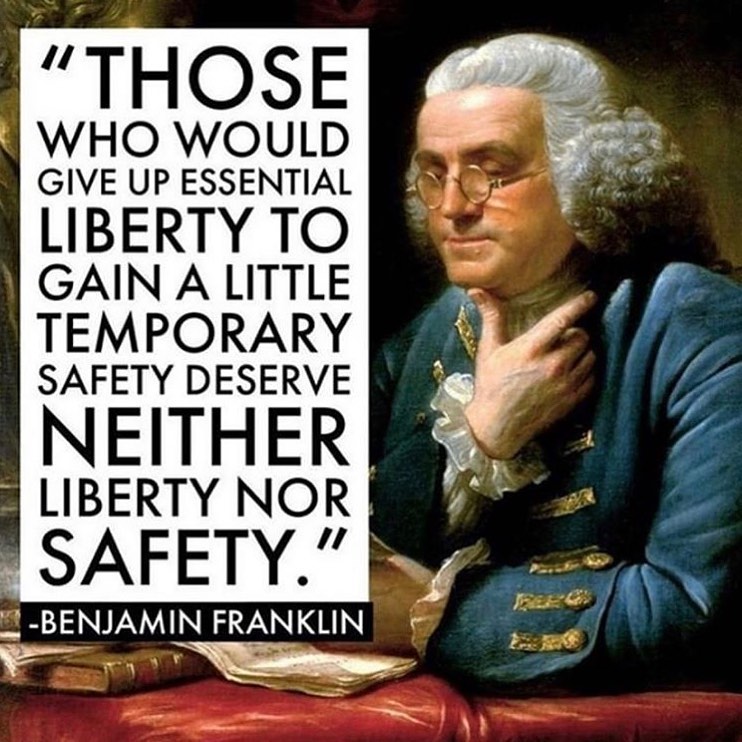 "THOSE
WHO WOULD
GIVE UP ESSENTIAL
LIBERTY TO
GAIN A LITTLE
TEMPORARY
SAFETY DESERVE
NEITHER
LIBERTY NOR
SAFETY."
-BENJAMIN FRANKLIN